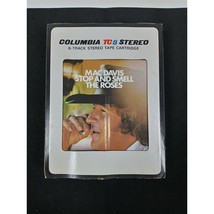 COLUMBIA TC8 STEREO
8-TRACK STEREO TAPE CARTRIDGE
MAC DAVIS
STOP AND SMELL
THE ROSES